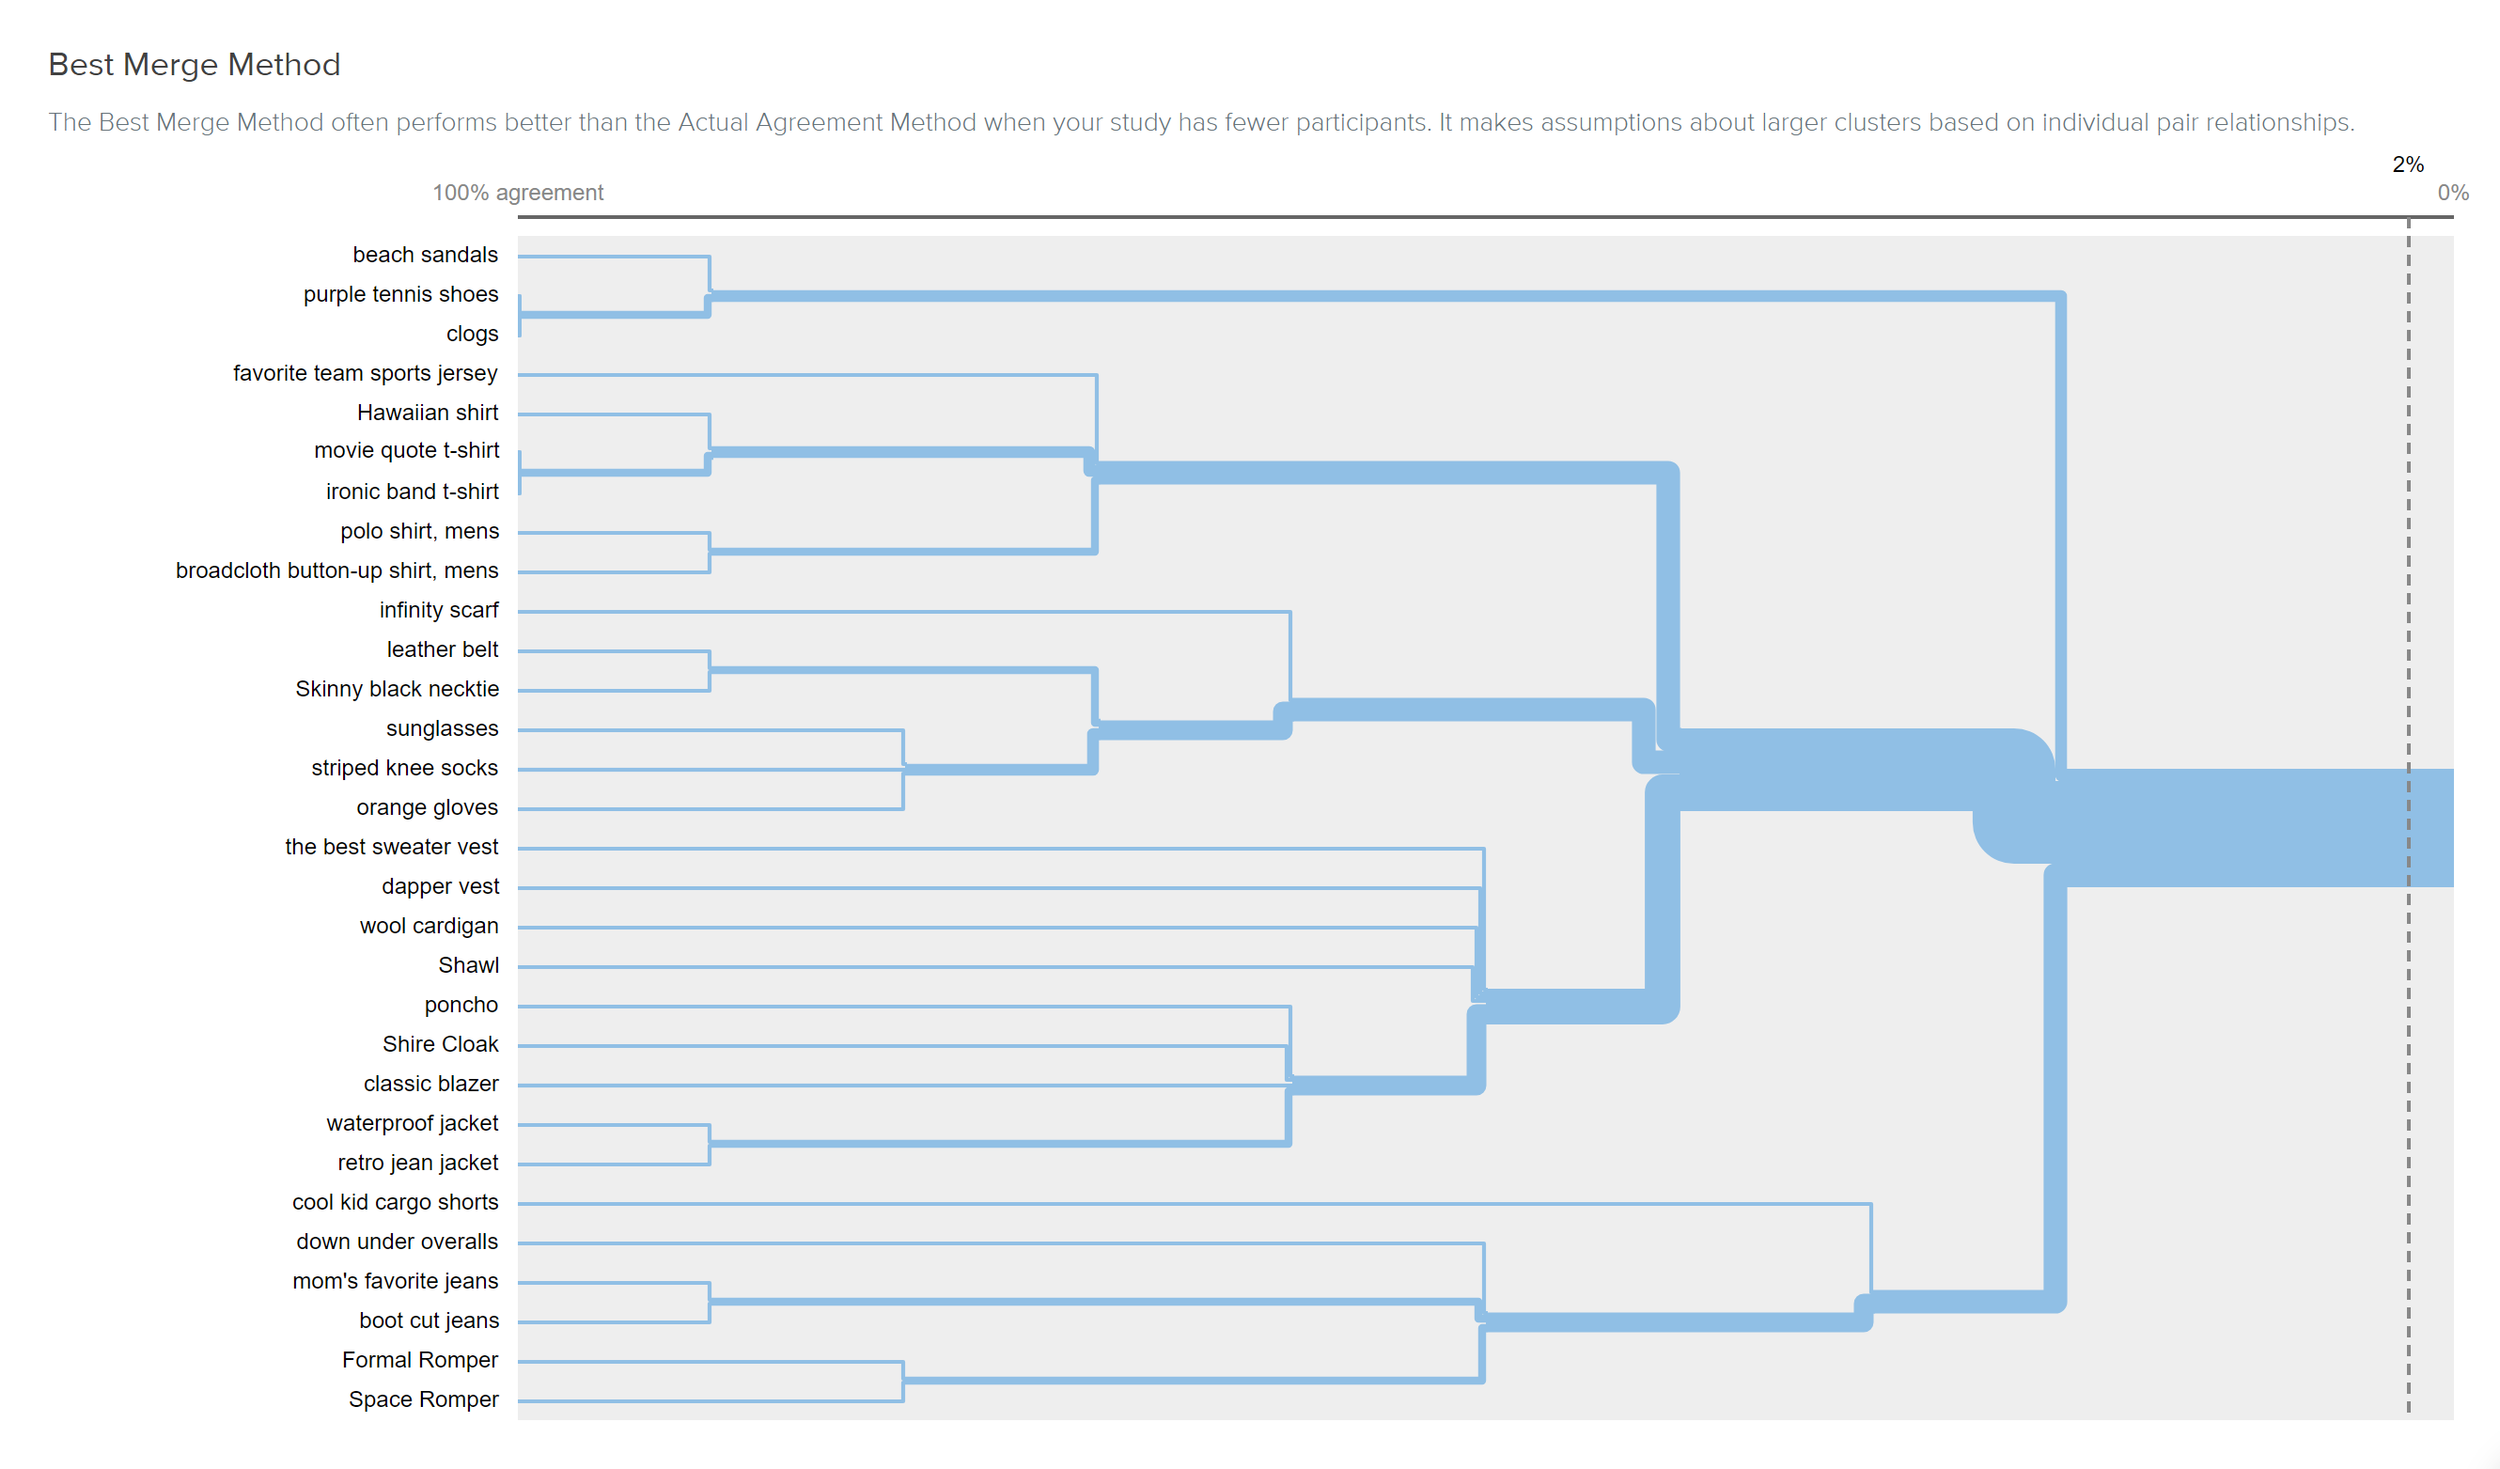 Best Merge Method
The Best Merge Method often performs better than the Actual Agreement Method when your study has fewer participants. It makes assumptions about larger clusters based on individual pair relationships.
2%
100% agreement
0%
beach sandals
purple tennis shoes
clogs
favorite team sports jersey
Hawaiian shirt
movie quote t-shirt
ironic band t-shirt
polo shirt, mens
broadcloth button-up shirt, mens
infinity scarf
leather belt
Skinny black necktie
sunglasses
striped knee socks
orange gloves
the best sweater vest
dapper vest
wool cardigan
Shawl
poncho
Shire Cloak
classic blazer
waterproof jacket
retro jean jacket
cool kid cargo shorts
down under overalls
mom's favorite jeans
boot cut jeans
Formal Romper
Space Romper